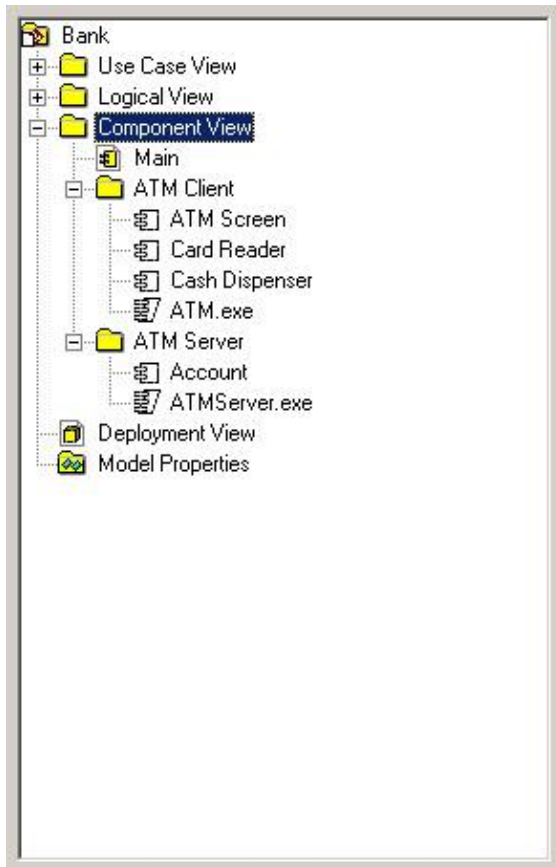 Bank
Use Case View
Logical View
Component View
Main
ATM Client
ATM Screen
Card Reader
Cash Dispenser
ATM.exe
ATM Server
Account
ATMServer.exe
Deployment View
Model Properties